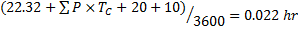 (22.32 + ∑P × T_C + 20 + 10)/3600 = 0.022 hr